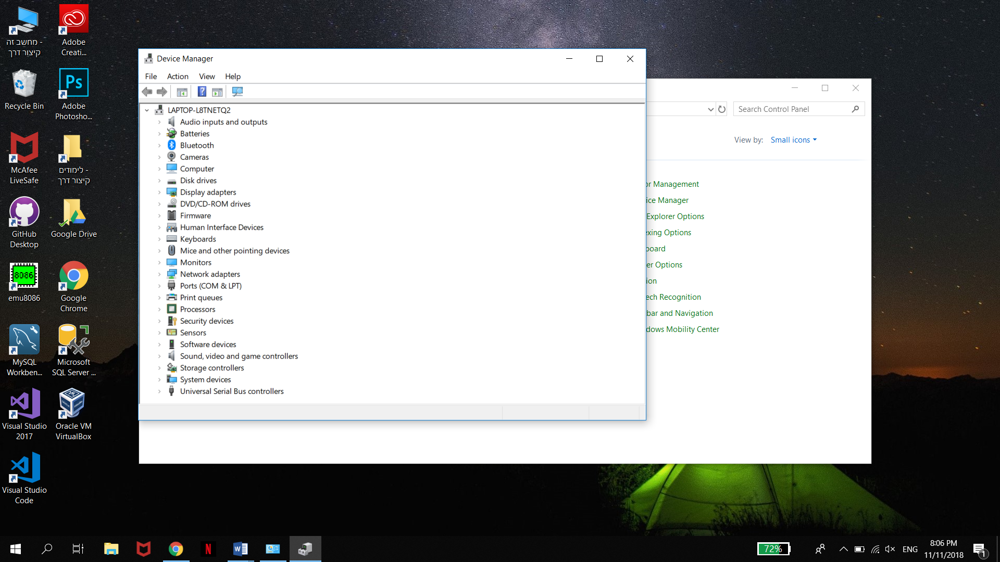 מחשב זה -
קיצור דרך
Adobe
Creati...
Recycle Bin
Ps
Adobe
Photosho...
McAfee
LiveSafe
לימודים -
קיצור דרך
GitHub
Desktop
Google Drive
8086
emu8086
Google
Chrome
MySQL
Workben...
Microsoft
SQL Server ...
Visual Studio
2017
Oracle VM
VirtualBox
Visual Studio
Code
Device Manager
File Action View Help
LAPTOP-L8TNETQ2
Audio inputs and outputs
Batteries
Bluetooth
Cameras
Computer
Disk drives
Display adapters
DVD/CD-ROM drives
Firmware
Human Interface Devices
Keyboards
Mice and other pointing devices
Monitors
Network adapters
Ports (COM & LPT)
Print queues
Processors
Security devices
Sensors
Software devices
Sound, video and game controllers
Storage controllers
System devices
Universal Serial Bus controllers
Search Control Panel
View by: Small icons
or Management
ice Manager
Explorer Options
exing Options
board
er Options
ion
ech Recognition
bar and Navigation
dows Mobility Center
72%
ENG
8:06 PM
11/11/2018
1